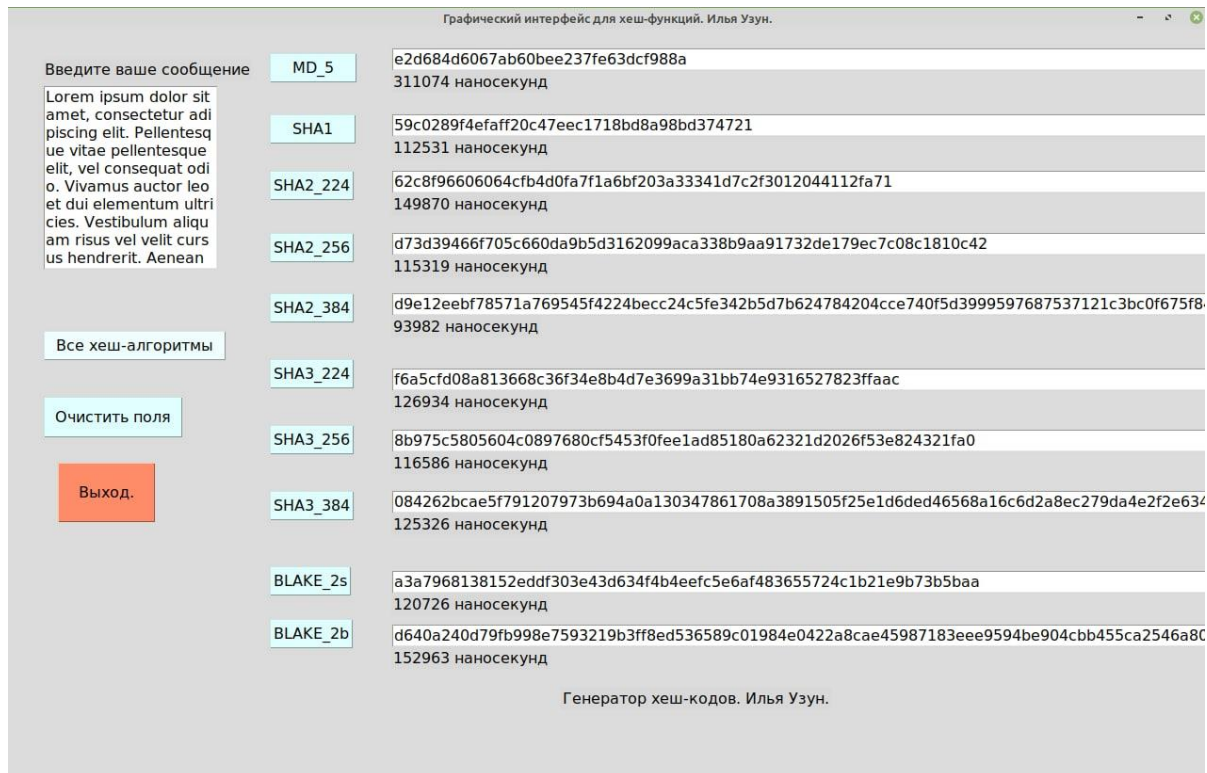 Графический интерфейс для хеш-функций. Илья Узун.
Введите ваше сообщение
Lorem ipsum dolor sit
amet, consectetur adi
piscing elit. Pellentesq
ue vitae pellentesque
elit, vel consequat odi
o. Vivamus auctor leo
et dui elementum ultri
cies. Vestibulum aliqu
am risus vel velit curs
us hendrerit. Aenean
Все хеш-алгоритмы
Очистить поля
Выход.
MD_5
e2d684d6067ab60bee237fe63dcf988a
311074 наносекунд
SHA1
59c0289f4efaff20c47eec1718bd8a98bd374721
112531 наносекунд
SHA2_224
62c8f96606064cfb4d0fa7f1a6bf203a33341d7c2f3012044112fa71
149870 наносекунд
SHA2_256
d73d39466f705c660da9b5d3162099aca338b9aa91732de179ec7c08c1810c42
115319 наносекунд
SHA2_384
d9e12eebf78571a769545f4224becc24c5fe342b5d7b624784204cce740f5d3999597687537121c3bc0f675f84
93982 наносекунд
SHA3_224
f6a5cfd08a813668c36f34e8b4d7e3699a31bb74e9316527823ffaac
126934 наносекунд
SHA3_256
8b975c5805604c0897680cf5453f0fee1ad85180a62321d2026f53e824321fa0
116586 наносекунд
SHA3_384
084262bcae5f791207973b694a0a130347861708a3891505f25e1d6ded46568a16c6d2a8ec279da4e2f2e634
125326 наносекунд
BLAKE_2s
a3a7968138152eddf303e43d634f4b4eefc5e6af483655724c1b21e9b73b5baa
120726 наносекунд
BLAKE_2b
d640a240d79fb998e7593219b3ff8ed536589c01984e0422a8cae45987183eee9594be904cbb455ca2546a80
152963 наносекунд
Генератор хеш-кодов. Илья Узун.